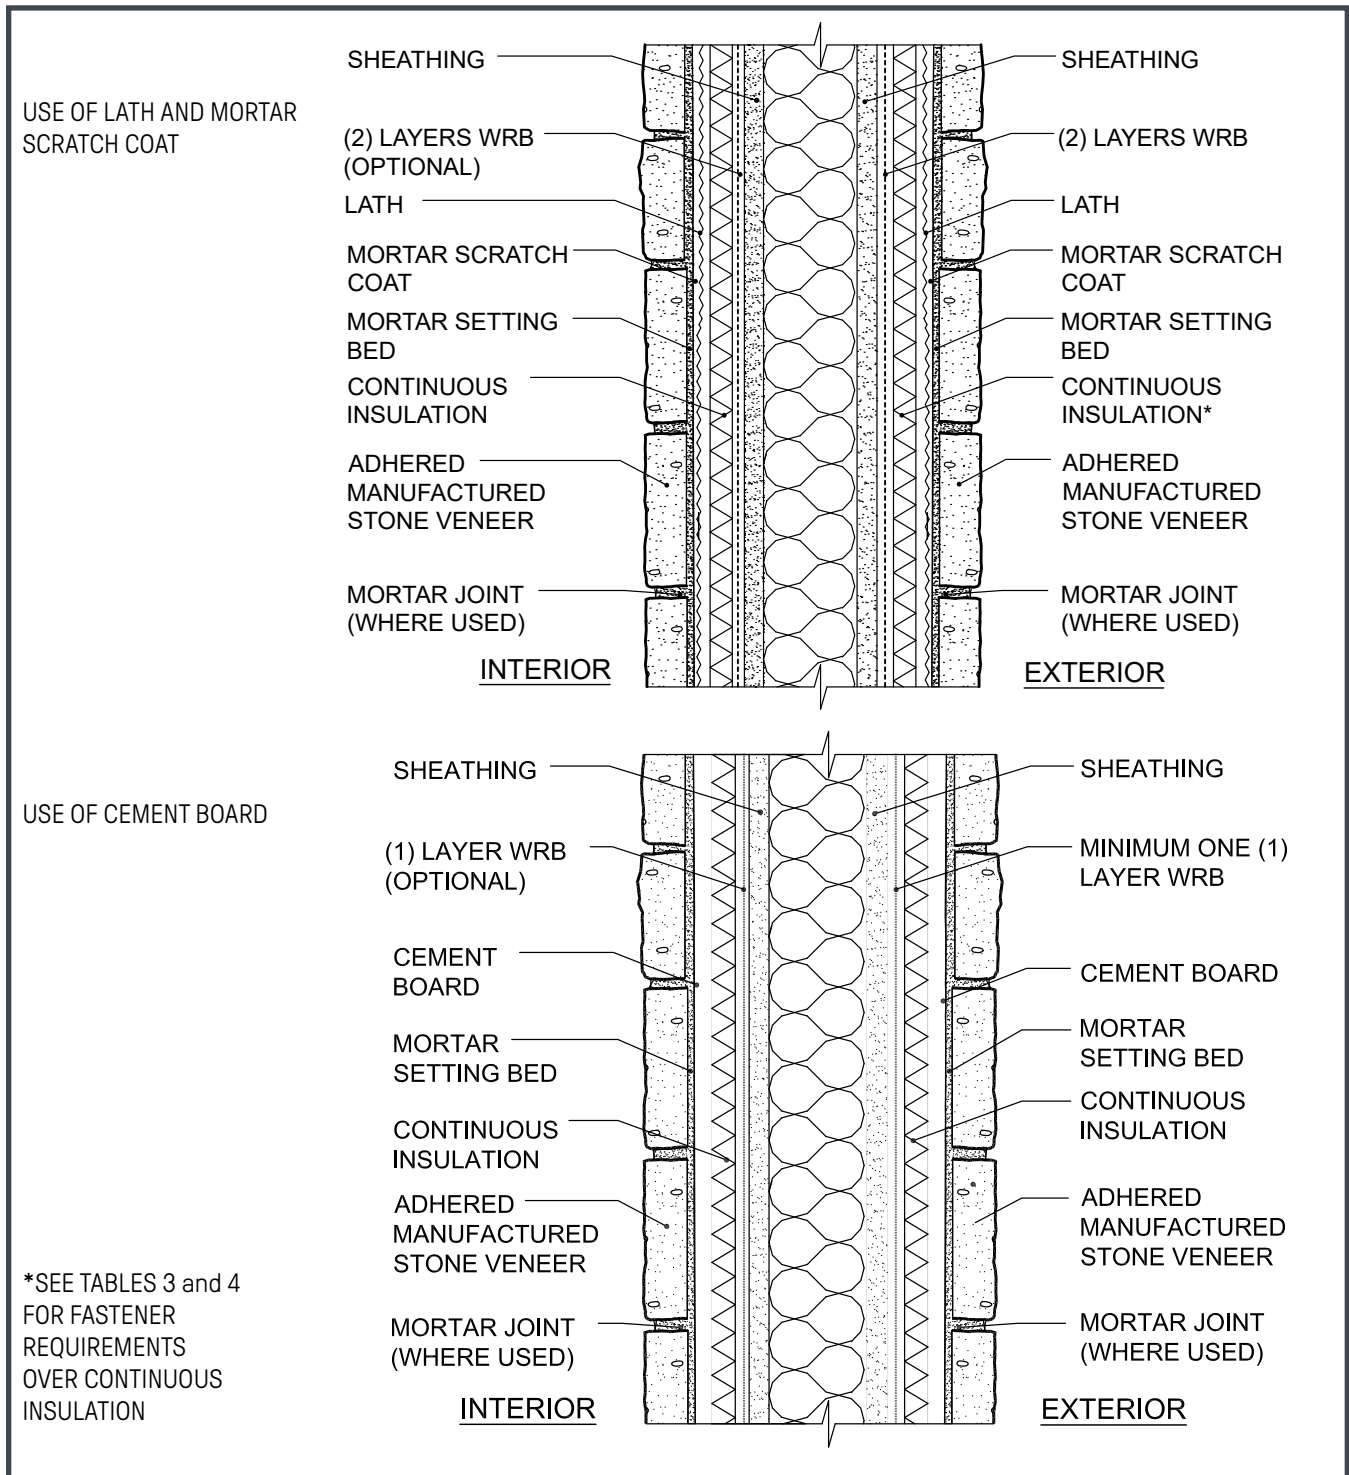 USE OF LATH AND MORTAR
SCRATCH COAT
SHEATHING
(2) LAYERS WRB
(OPTIONAL)
LATH
MORTAR SCRATCH
COAT
MORTAR SETTING
BED
CONTINUOUS
INSULATION
ADHERED
MANUFACTURED
STONE VENEER
MORTAR JOINT
(WHERE USED)
INTERIOR
SHEATHING
(2) LAYERS WRB
LATH
MORTAR SCRATCH
COAT
MORTAR SETTING
BED
CONTINUOUS
INSULATION*
ADHERED
MANUFACTURED
STONE VENEER
MORTAR JOINT
(WHERE USED)
EXTERIOR
USE OF CEMENT BOARD
SHEATHING
(1) LAYER WRB
(OPTIONAL)
CEMENT
BOARD
MORTAR
SETTING BED
CONTINUOUS
INSULATION
ADHERED
MANUFACTURED
STONE VENEER
MORTAR JOINT
(WHERE USED)
INTERIOR
SHEATHING
MINIMUM ONE (1)
LAYER WRB
CEMENT BOARD
MORTAR
SETTING BED
CONTINUOUS
INSULATION
ADHERED
MANUFACTURED
STONE VENEER
MORTAR JOINT
(WHERE USED)
EXTERIOR
*SEE TABLES 3 and 4
FOR FASTENER
REQUIREMENTS
OVER CONTINUOUS
INSULATION